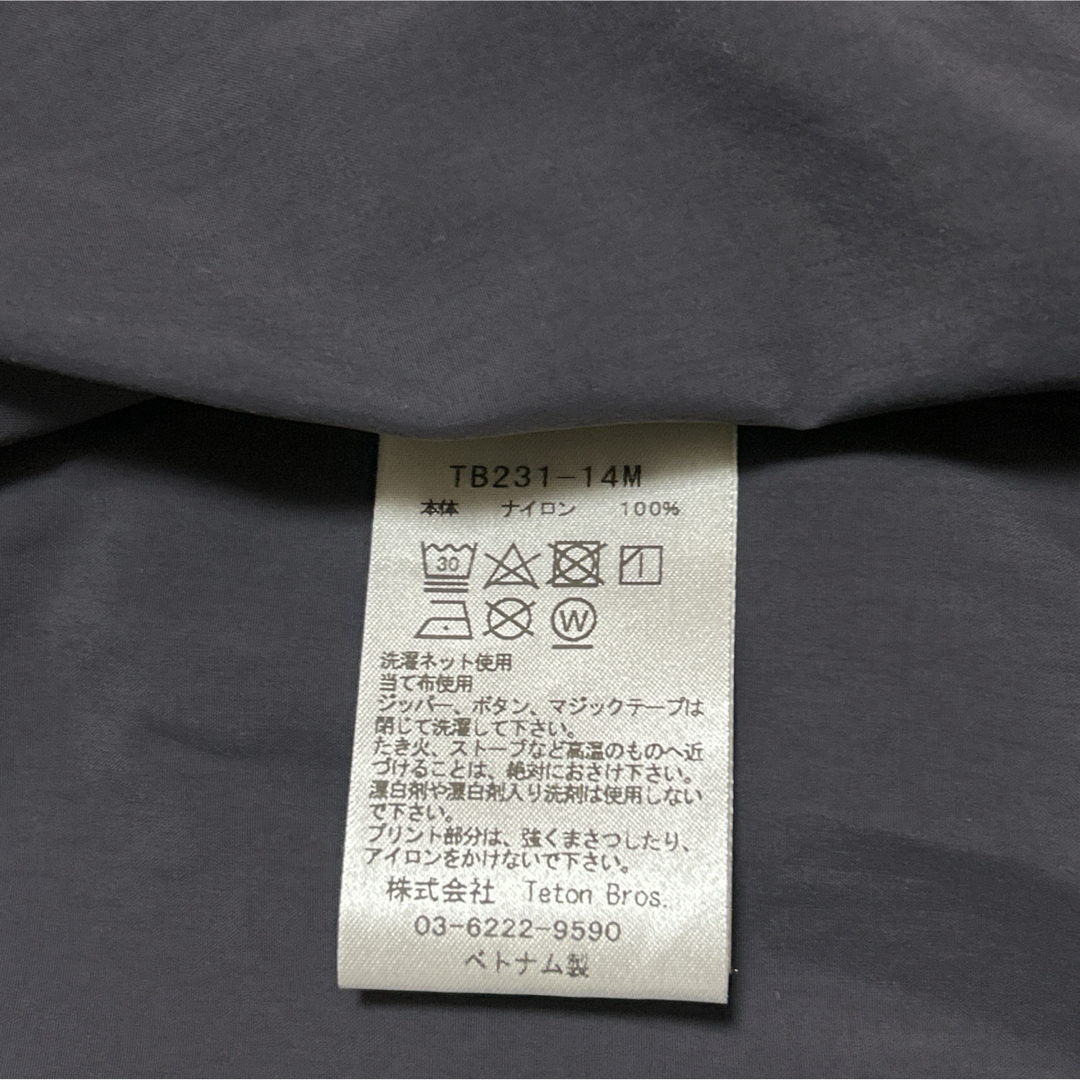 TB231-14M
本体 ナイロン 100%
30
W
洗濯ネット使用
当て布使用
ジッパー、ボタン、マジックテープは
閉じて洗濯して下さい。
たき火、ストーブなど高温のものへ近
づけることは、絶対におさけ下さい。
漂白剤や漂白剤入り洗剤は使用しない
で下さい。
プリント部分は、強くまさつしたり、
アイロンをかけないで下さい。
株式会社 Teton Bros.
03-6222-9590
ベトナム製